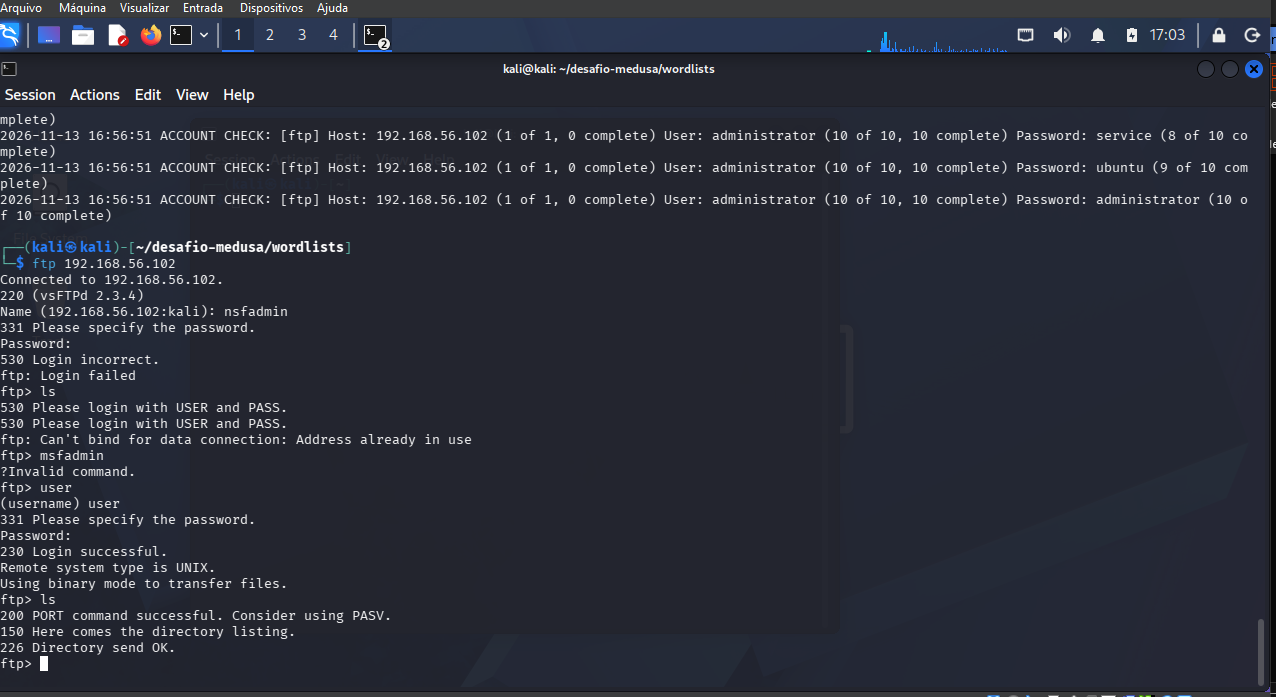 Arquivo Máquina Visualizar Entrada Dispositivos Ajuda
1 2 3 4 2 17:03
kali@kali: ~/desafio-medusa/wordlists
Session Actions Edit View Help
mplete)
2026-11-13 16:56:51 ACCOUNT CHECK: [ftp] Host: 192.168.56.102 (1 of 1, 0 complete) User: administrator (10 of 10, 10 complete) Password: service (8 of 10 co
mplete)
2026-11-13 16:56:51 ACCOUNT CHECK: [ftp] Host: 192.168.56.102 (1 of 1, 0 complete) User: administrator (10 of 10, 10 complete) Password: ubuntu (9 of 10 com
plete)
2026-11-13 16:56:51 ACCOUNT CHECK: [ftp] Host: 192.168.56.102 (1 of 1, 0 complete) User: administrator (10 of 10, 10 complete) Password: administrator (10 o
f 10 complete)
┌──(kali㉿kali)-[~/desafio-medusa/wordlists]
└─$ ftp 192.168.56.102
Connected to 192.168.56.102.
220 (vsFTPd 2.3.4)
Name (192.168.56.102:kali): nsfadmin
331 Please specify the password.
Password:
530 Login incorrect.
ftp: Login failed
ftp> ls
530 Please login with USER and PASS.
530 Please login with USER and PASS.
ftp: Can't bind for data connection: Address already in use
ftp> msfadmin
?Invalid command.
ftp> user
(username) user
331 Please specify the password.
Password:
230 Login successful.
Remote system type is UNIX.
Using binary mode to transfer files.
ftp> ls
200 PORT command successful. Consider using PASV.
150 Here comes the directory listing.
226 Directory send OK.
ftp>